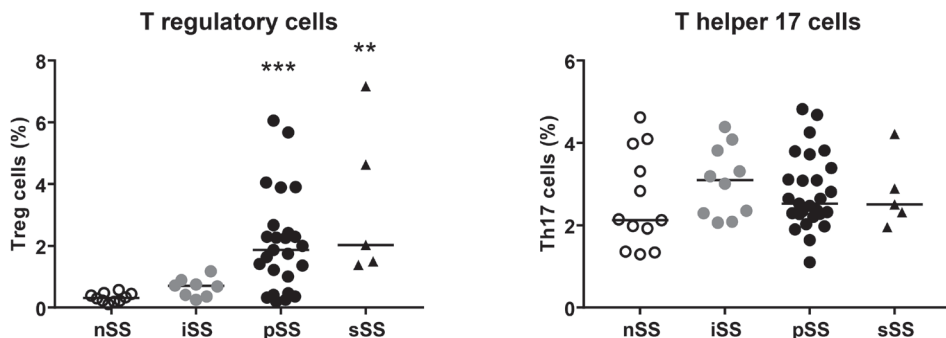 T regulatory cells
Treg cells (%)
8
6
4
2
0
***
**
nSS iSS pSS sSS
T helper 17 cells
Th17 cells (%)
6
4
2
0
nSS iSS pSS sSS